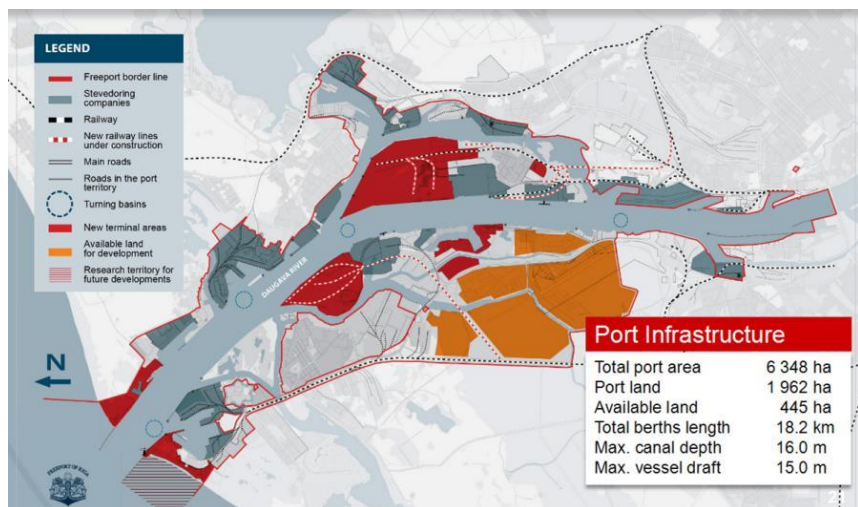 LEGEND
Freeport border line
Stevedoring
companies
Railway
New railway lines
under construction
Main roads
Roads in the port
territory
Turning basins
New terminal areas
Available land
for development
Research territory for
future developments
DAUGAVA RIVER
N
FREEPORT OF RIGA
Port Infrastructure
Total port area 6 348 ha
Port land 1 962 ha
Available land 445 ha
Total berths length 18.2 km
Max. canal depth 16.0 m
Max. vessel draft 15.0 m